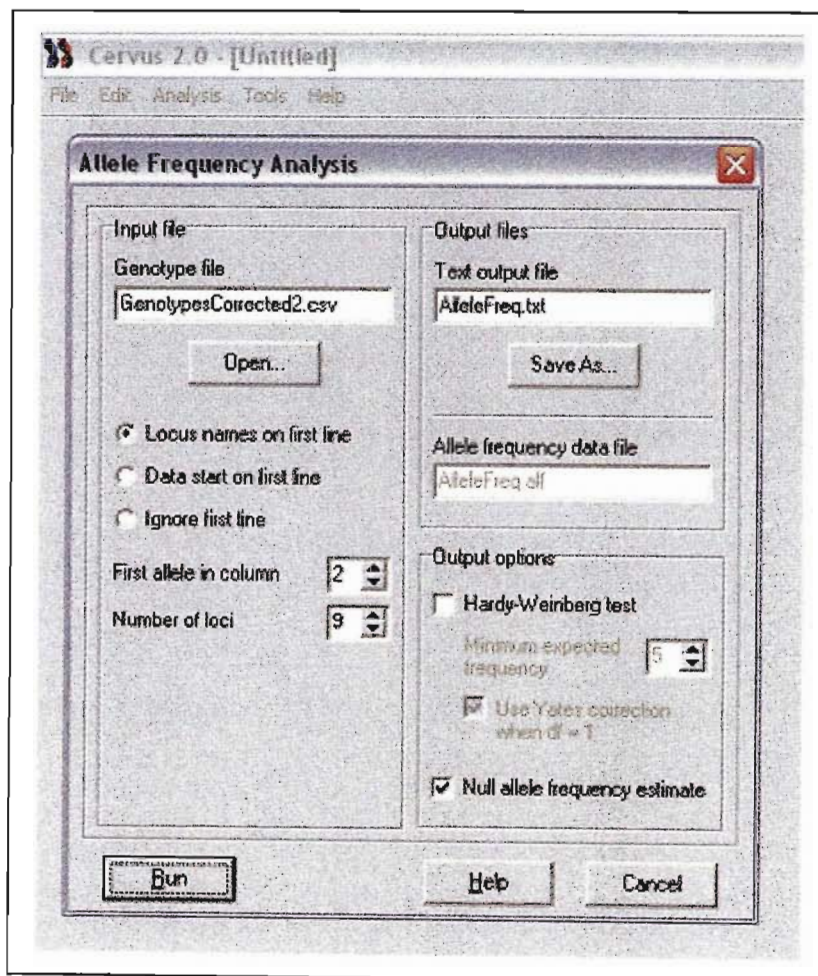 Cervus 2.0 - [Untitled]
File Edit Analysis Tools Help
Allele Frequency Analysis
Input file
Genotype file
GenotypesCorrected2.csv
Open...
Locus names on first line
Data start on first line
Ignore first line
First allele in column 2
Number of loci 9
Output files
Text output file
AlleleFreq.txt
Save As...
Allele frequency data file
AlleleFreq.alf
Output options
Hardy-Weinberg test
Minimum expected
frequency
5
Use Yates correction
when df = 1
Null allele frequency estimate
Run
Help
Cancel